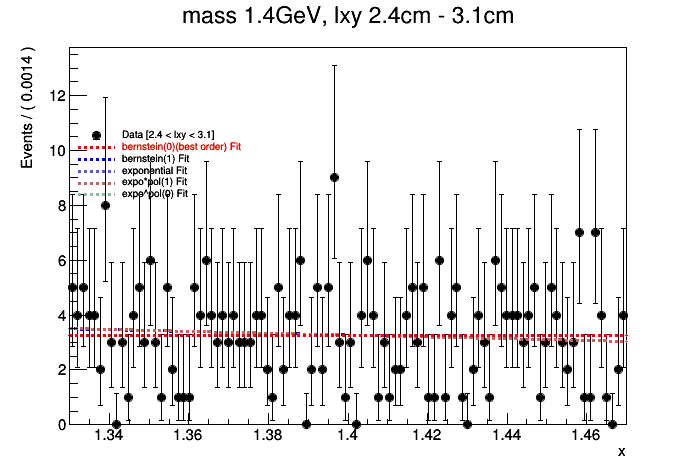 mass 1.4GeV, lxy 2.4cm - 3.1cm
Events / ( 0.0014 )
12
10
8
6
4
2
0
Data [2.4 < lxy < 3.1]
bernstein(0)(best order) Fit
bernstein(1) Fit
exponential Fit
expo*pol(1) Fit
expo^pol(0) Fit
1.34 1.36 1.38 1.4 1.42 1.44 1.46
x